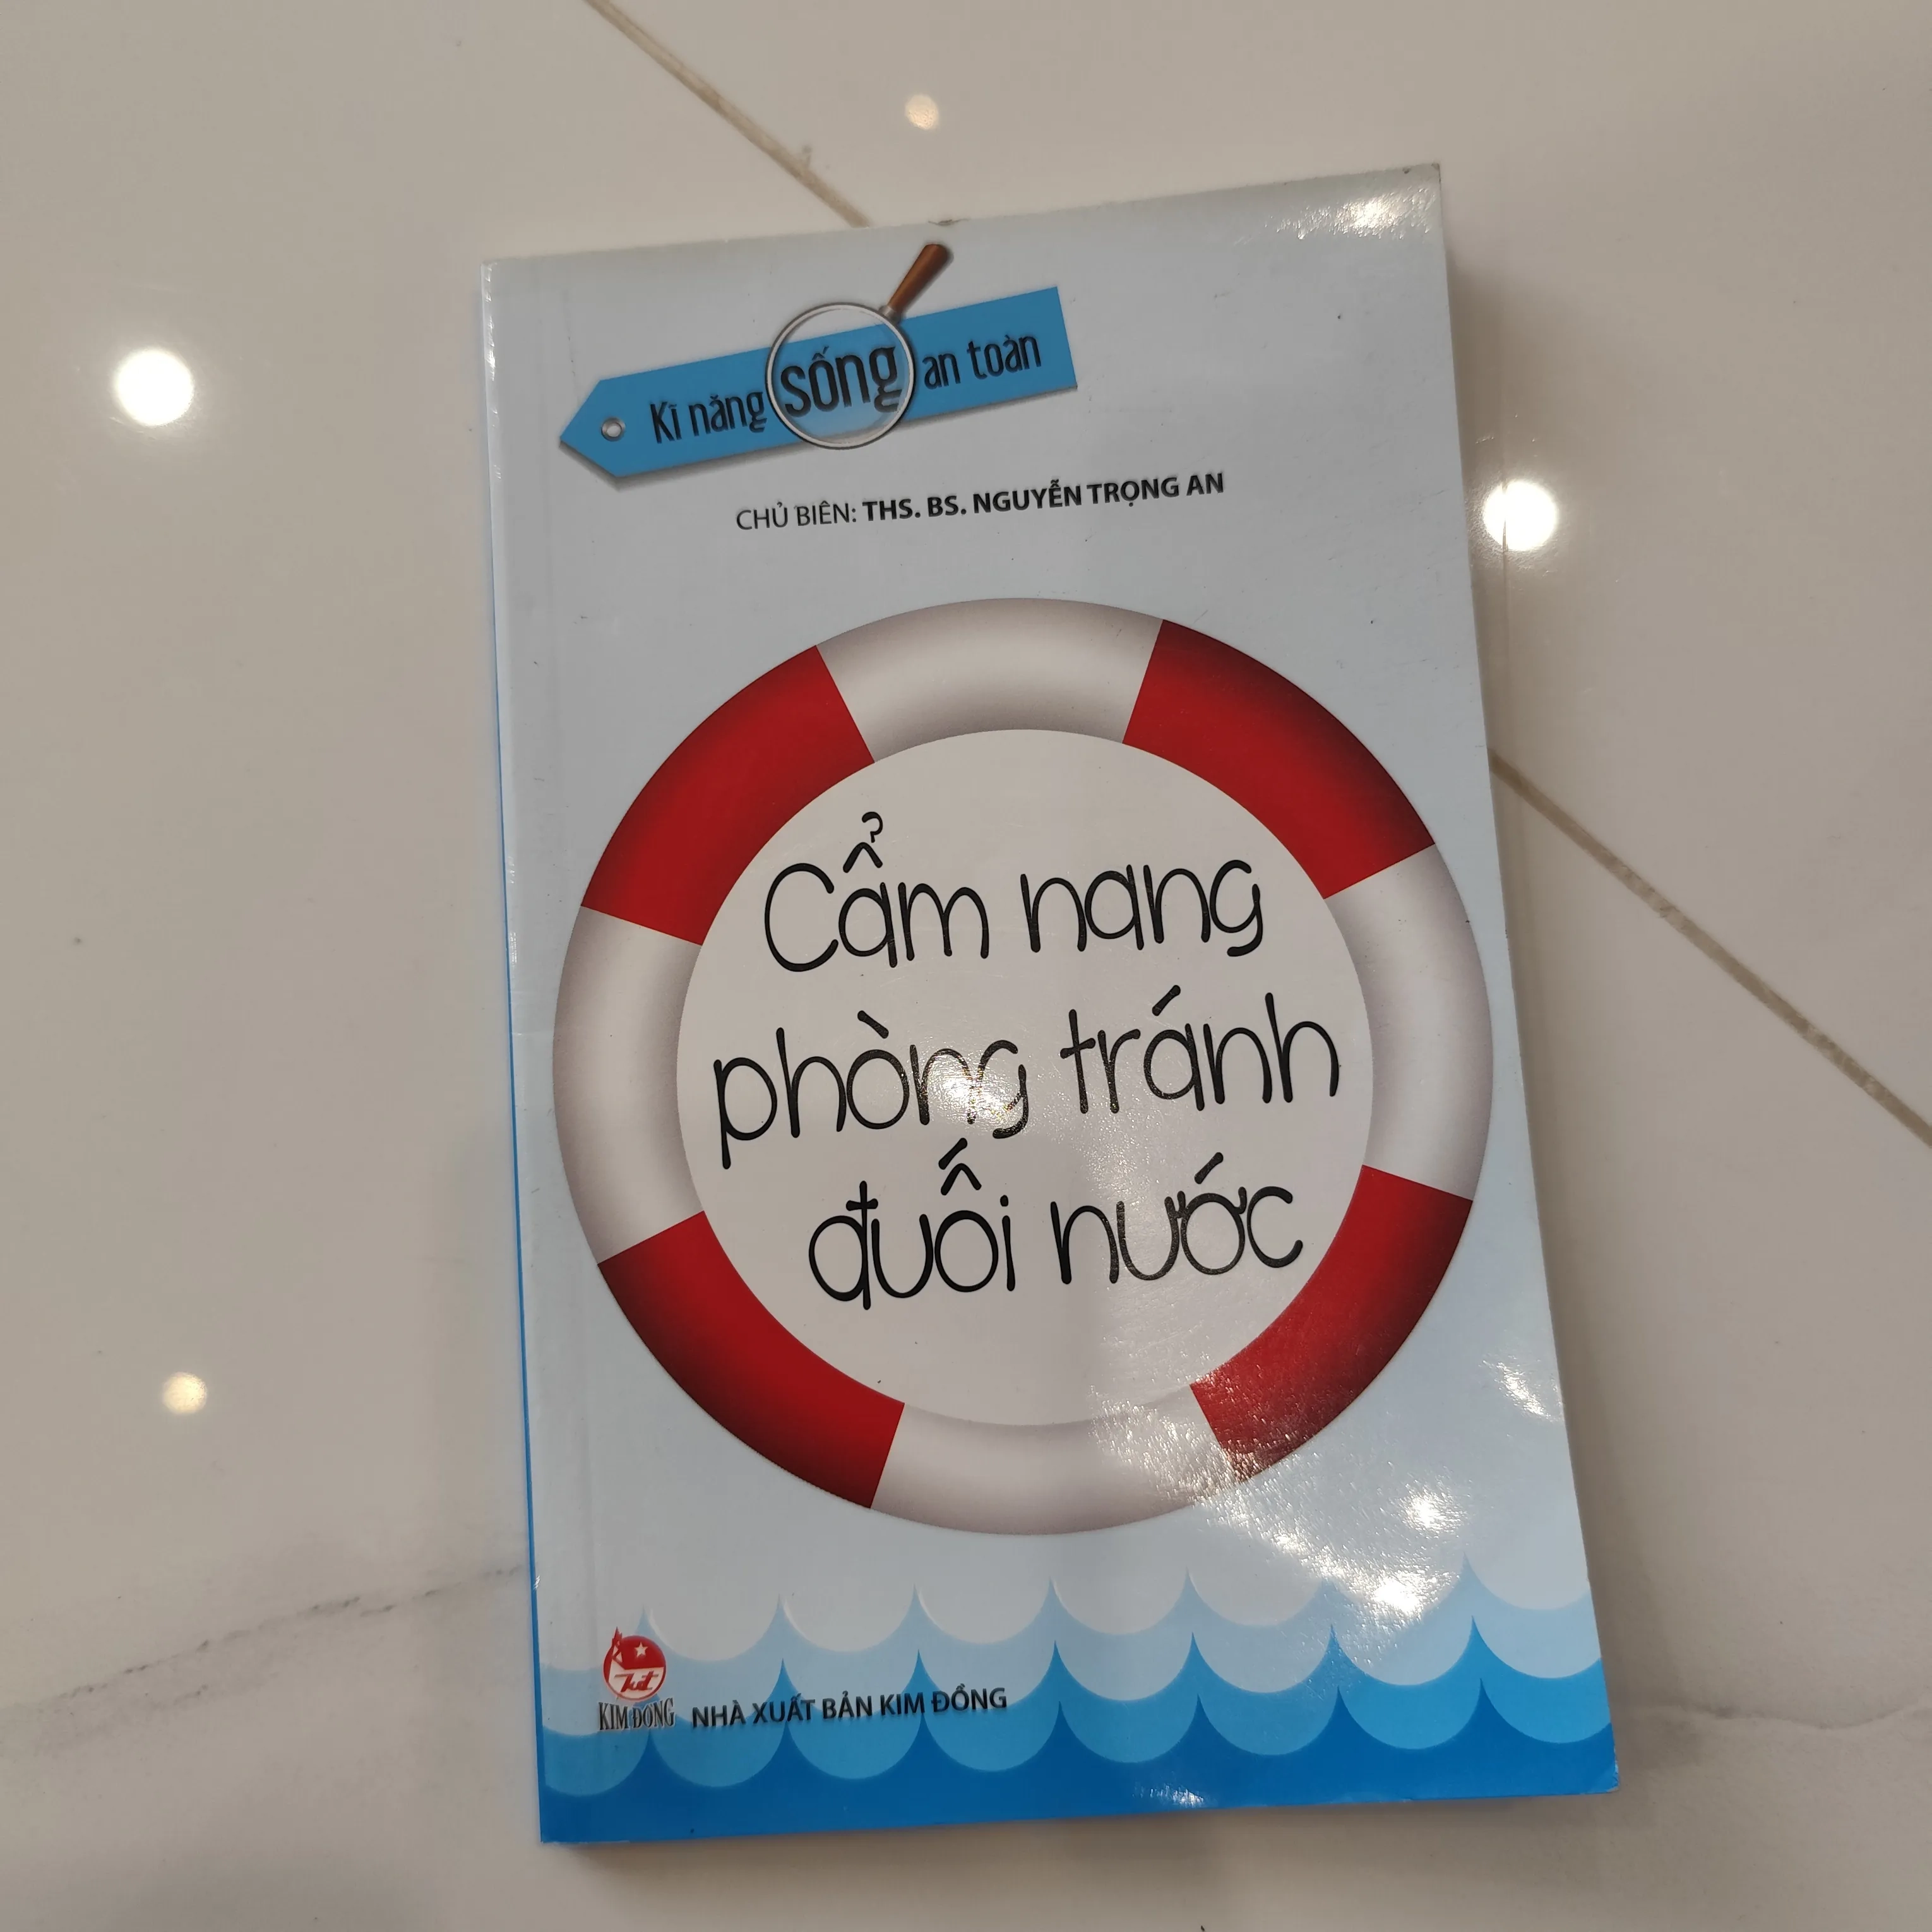 Kĩ năng sống an toàn
CHỦ BIÊN: THS. BS. NGUYỄN TRỌNG AN
Cẩm nang
phòng tránh
đuối nước
KIM ĐỒNG NHÀ XUẤT BẢN KIM ĐỒNG